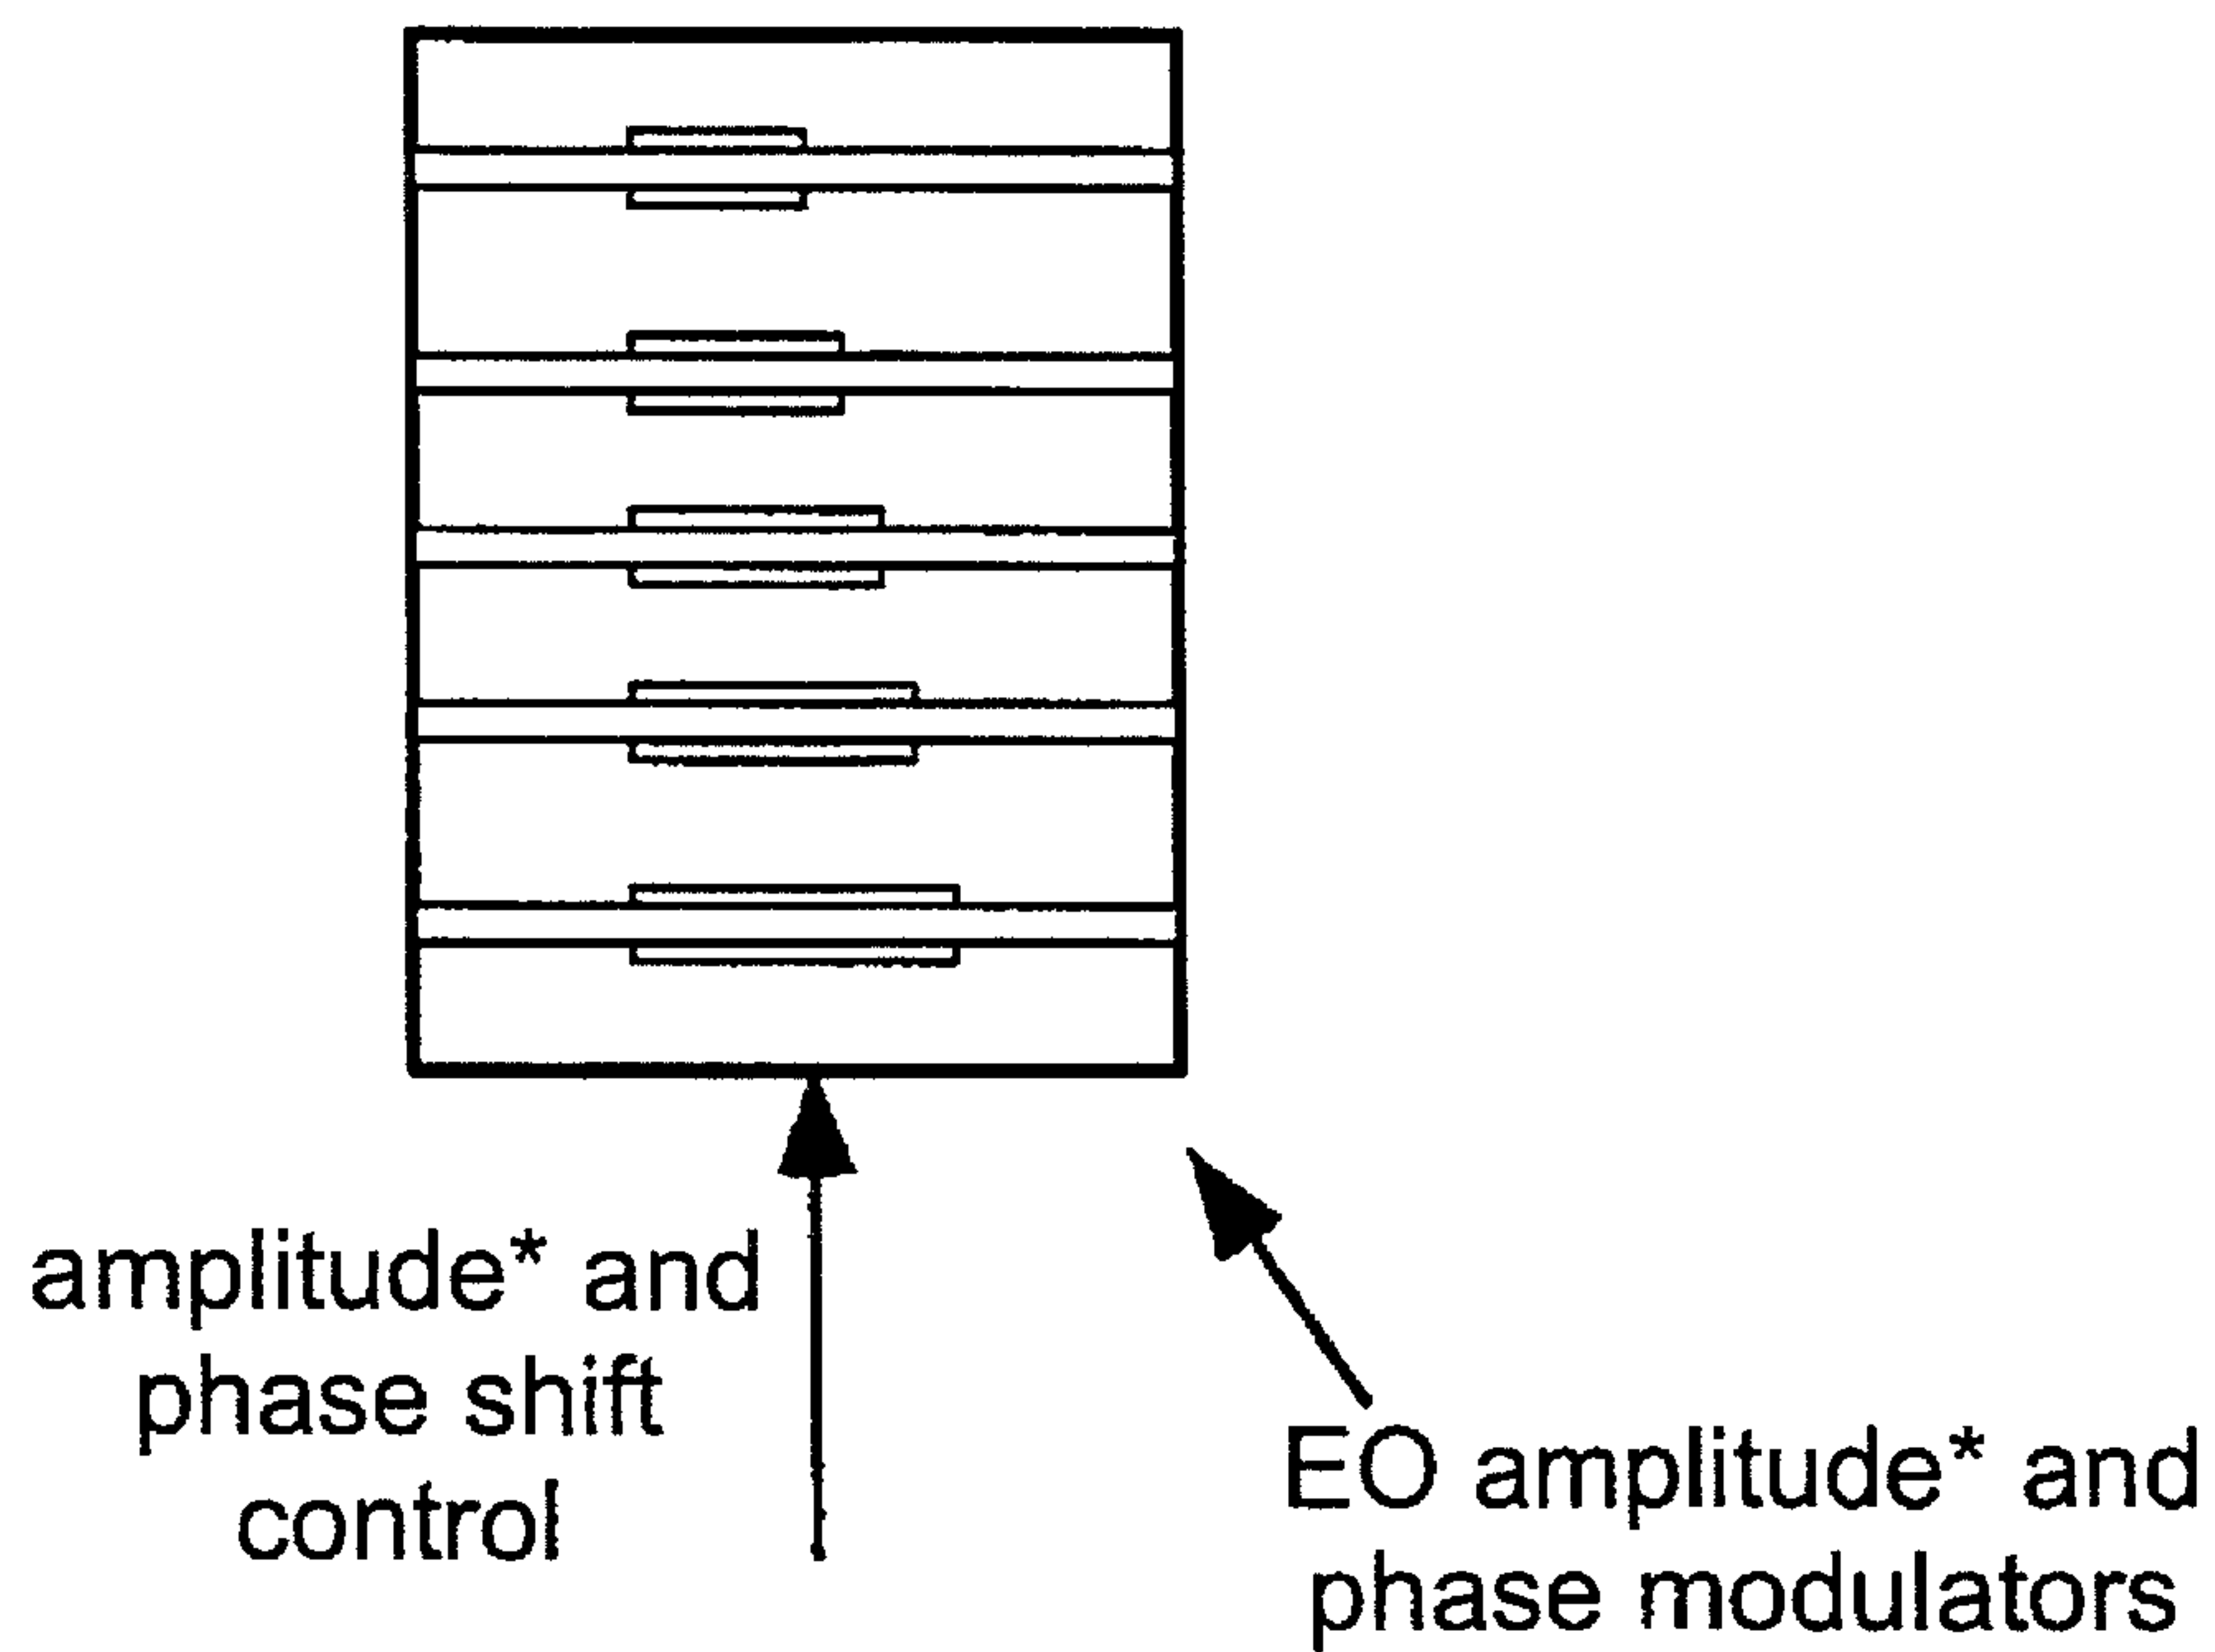 amplitude* and
phase shift
control
EO amplitude* and
phase modulators